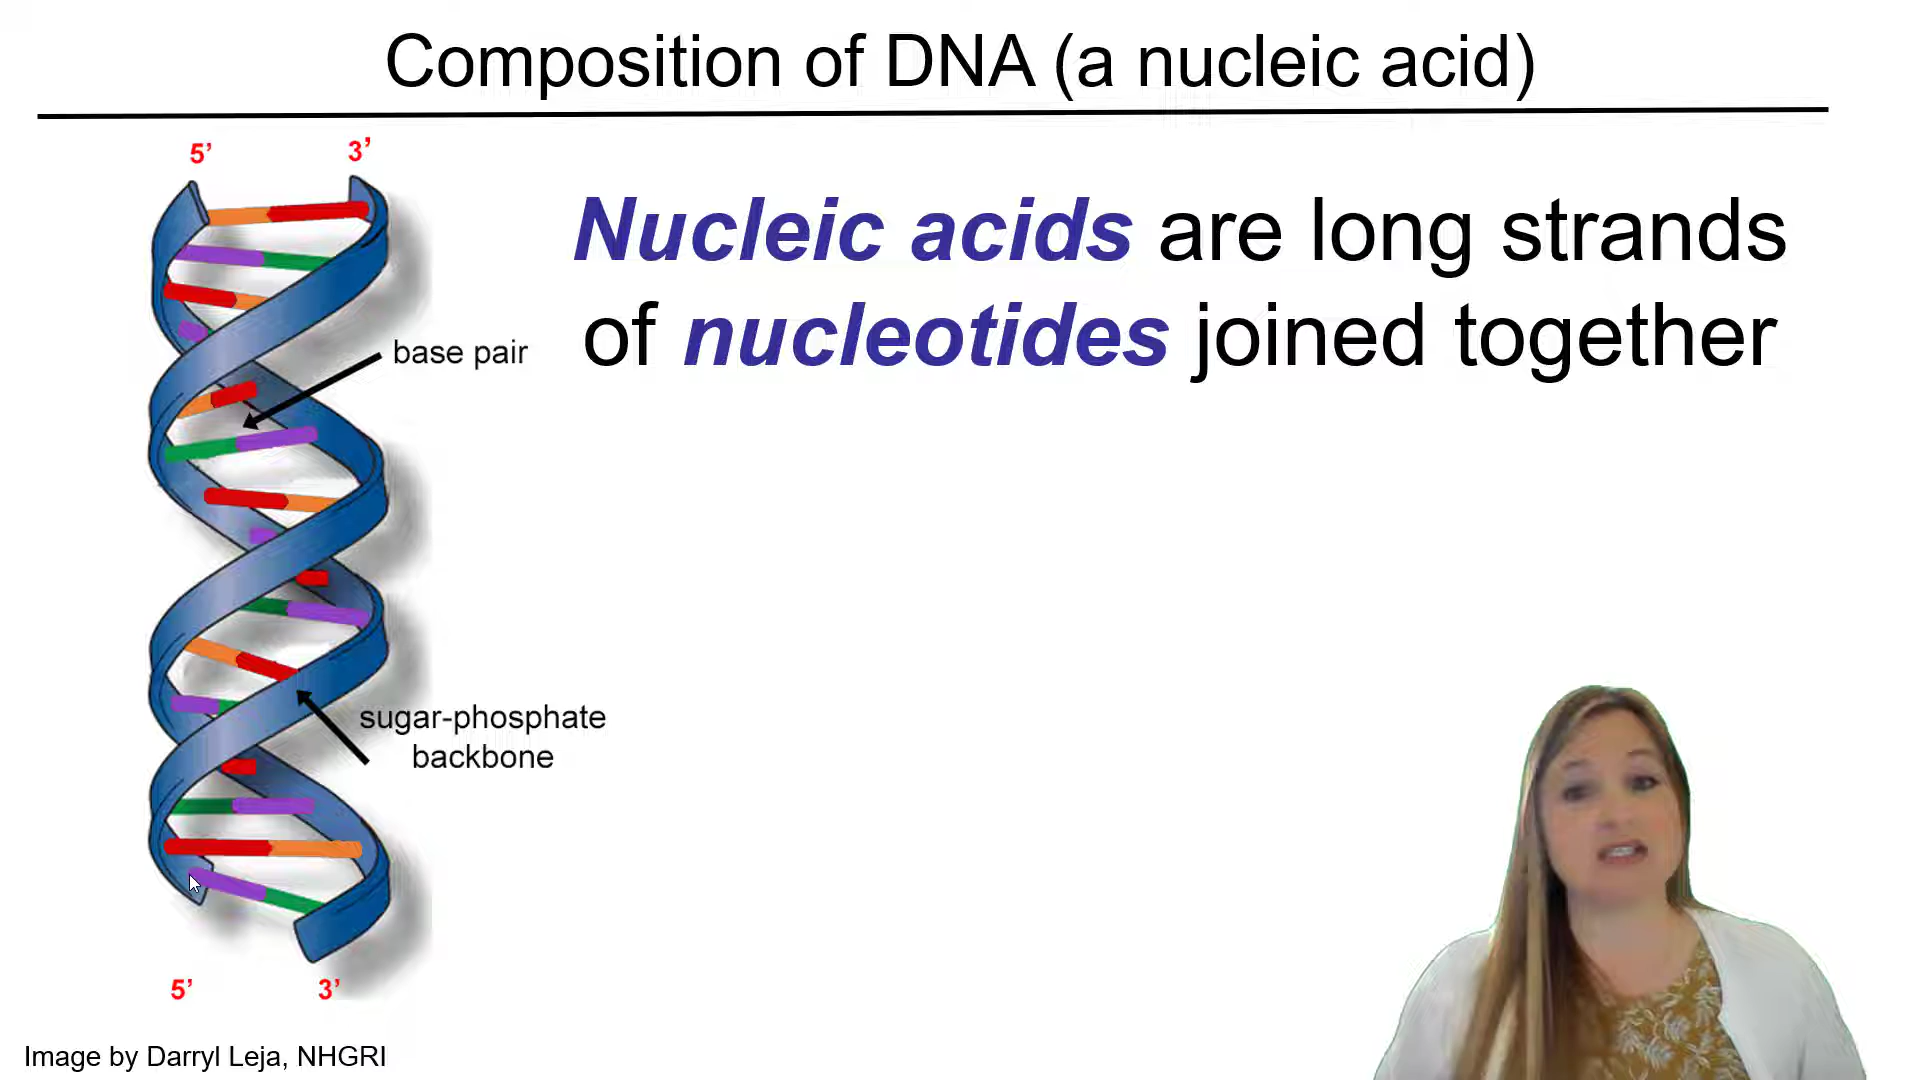 Composition of DNA (a nucleic acid)
5’ 3’
Nucleic acids are long strands
of nucleotides joined together
base pair
sugar-phosphate
backbone
5’ 3’
Image by Darryl Leja, NHGRI